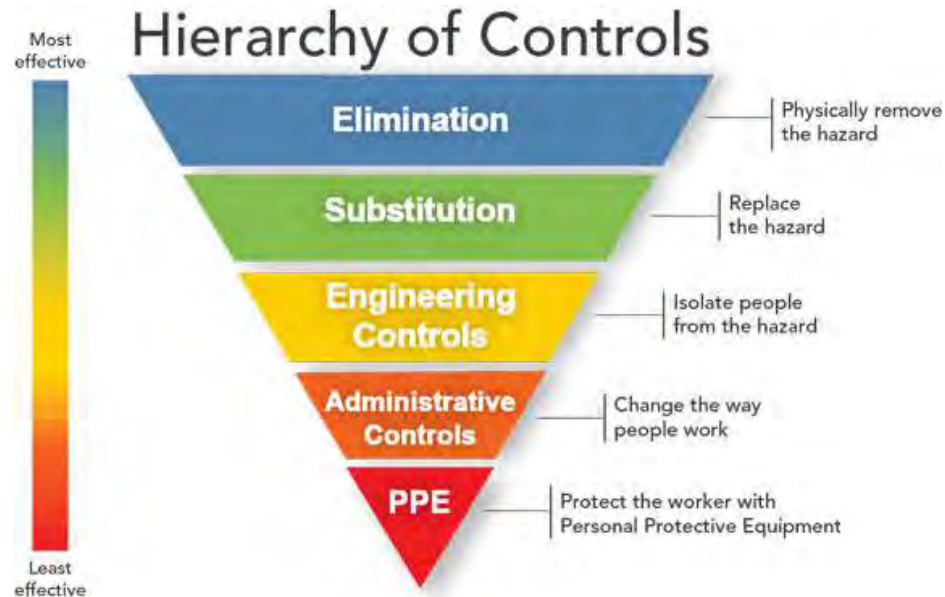 Hierarchy of Controls
Most
effective
Elimination
Physically remove
the hazard
Substitution
Replace
the hazard
Engineering
Controls
Isolate people
from the hazard
Administrative
Controls
Change the way
people work
PPE
Protect the worker with
Personal Protective Equipment
Least
effective